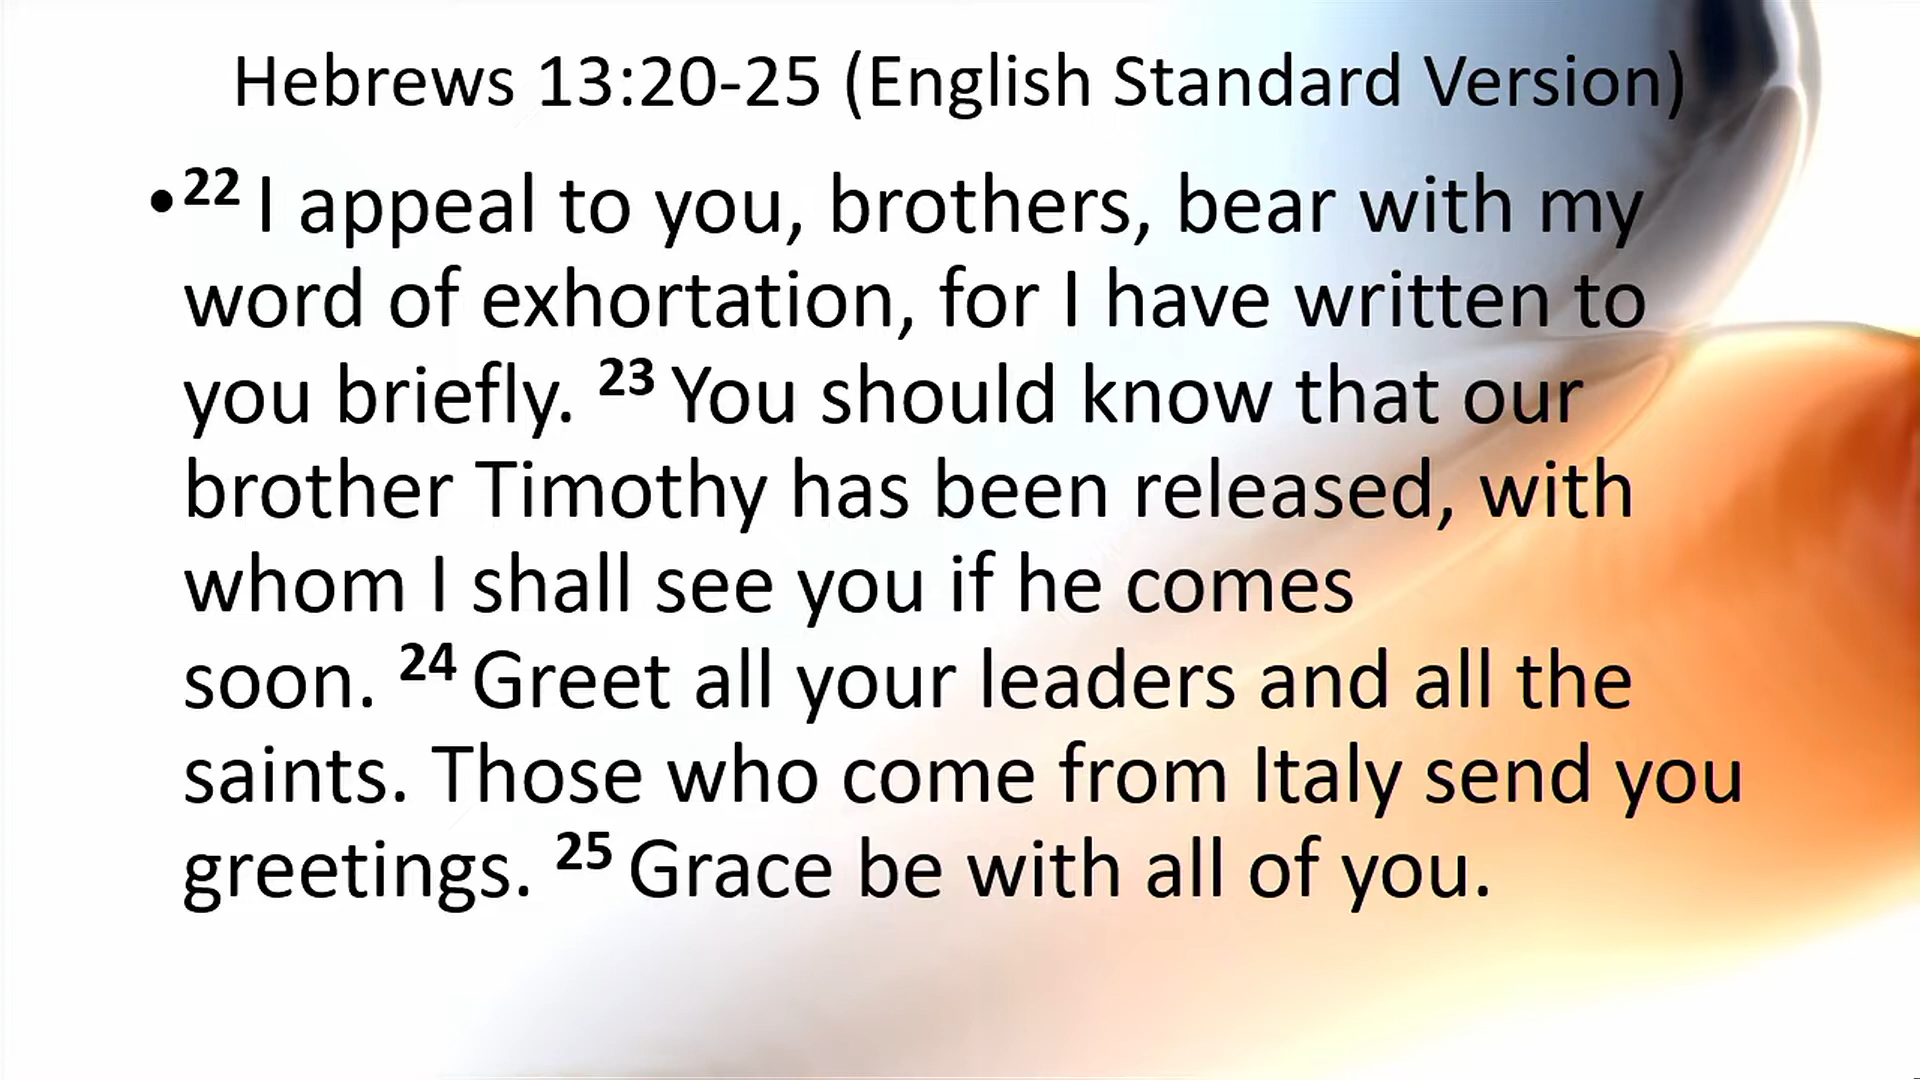 Hebrews 13:20-25 (English Standard Version)
•22 I appeal to you, brothers, bear with my
word of exhortation, for I have written to
you briefly. 23 You should know that our
brother Timothy has been released, with
whom I shall see you if he comes
soon. 24 Greet all your leaders and all the
saints. Those who come from Italy send you
greetings. 25 Grace be with all of you.